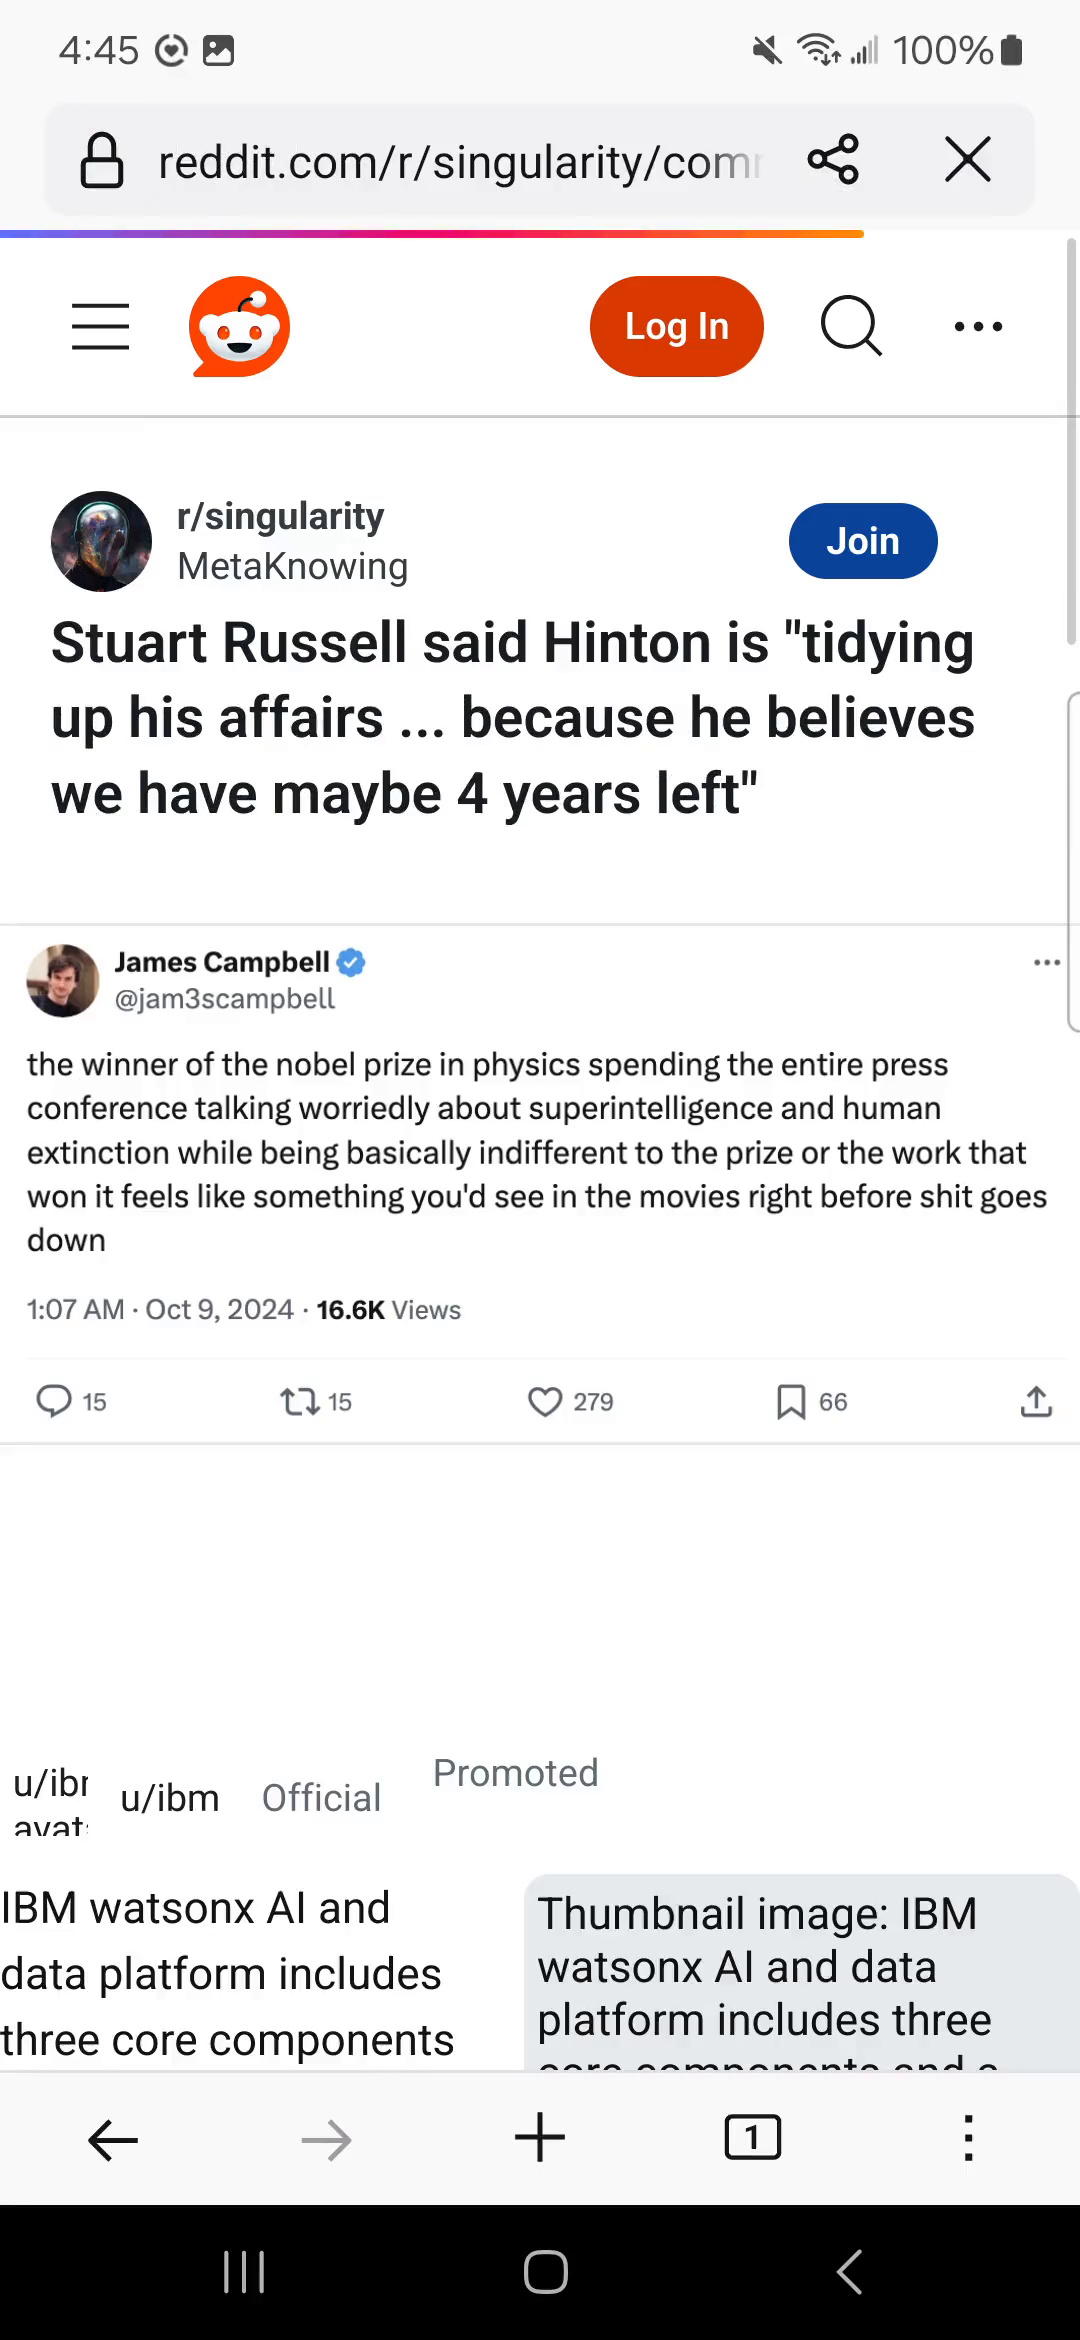 4:45
100%
reddit.com/r/singularity/com
Log In
r/singularity
MetaKnowing
Join
Stuart Russell said Hinton is "tidying
up his affairs ... because he believes
we have maybe 4 years left"
James Campbell
@jam3scampbell
the winner of the nobel prize in physics spending the entire press
conference talking worriedly about superintelligence and human
extinction while being basically indifferent to the prize or the work that
won it feels like something you'd see in the movies right before shit goes
down
1:07 AM · Oct 9, 2024 · 16.6K Views
15 15 279 66
u/ib
avat
u/ibm Official Promoted
IBM watsonx AI and
data platform includes
three core components
Thumbnail image: IBM
watsonx AI and data
platform includes three
core components and
1